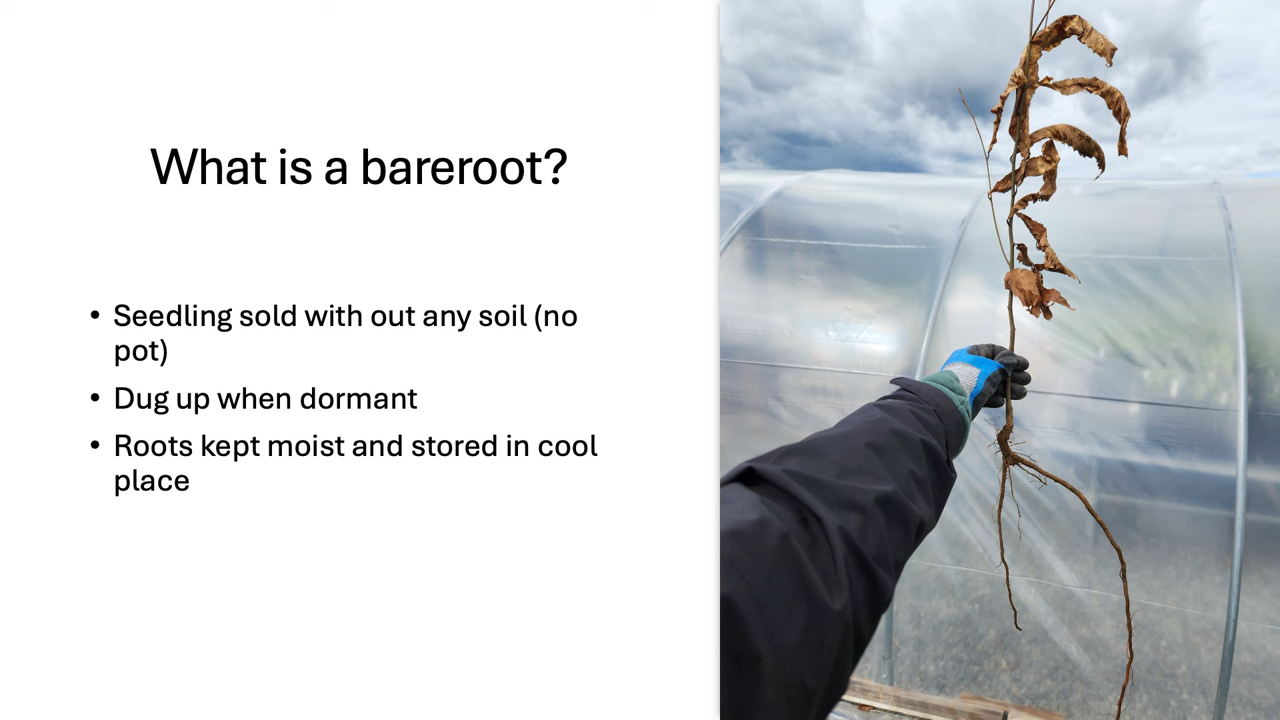 What is a bareroot?
• Seedling sold with out any soil (no
pot)
• Dug up when dormant
• Roots kept moist and stored in cool
place